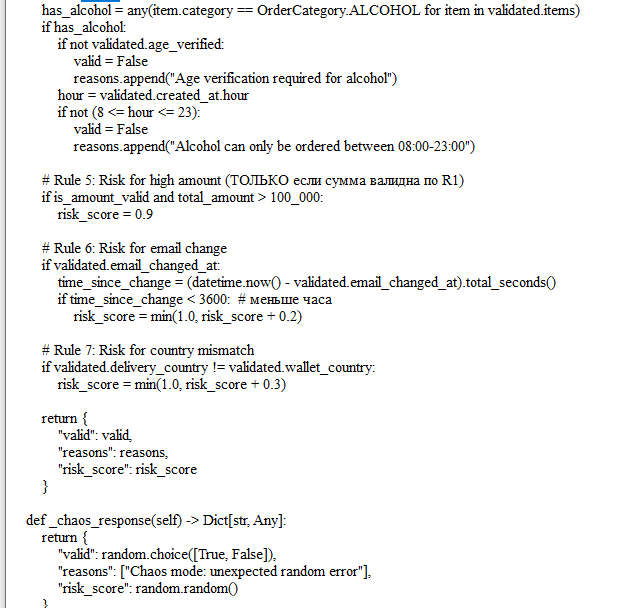 has_alcohol = any(item.category == OrderCategory.ALCOHOL for item in validated.items)
if has_alcohol:
if not validated.age_verified:
valid = False
reasons.append("Age verification required for alcohol")
hour = validated.created_at.hour
if not (8 <= hour <= 23):
valid = False
reasons.append("Alcohol can only be ordered between 08:00-23:00")
# Rule 5: Risk for high amount (ТОЛЬКО если сумма валидна по R1)
if is_amount_valid and total_amount > 100_000:
risk_score = 0.9
# Rule 6: Risk for email change
if validated.email_changed_at:
time_since_change = (datetime.now() - validated.email_changed_at).total_seconds()
if time_since_change < 3600:  # меньше часа
risk_score = min(1.0, risk_score + 0.2)
# Rule 7: Risk for country mismatch
if validated.delivery_country != validated.wallet_country:
risk_score = min(1.0, risk_score + 0.3)
return {
"valid": valid,
"reasons": reasons,
"risk_score": risk_score
}
def _chaos_response(self) -> Dict[str, Any]:
return {
"valid": random.choice([True, False]),
"reasons": ["Chaos mode: unexpected random error"],
"risk_score": random.random()
}